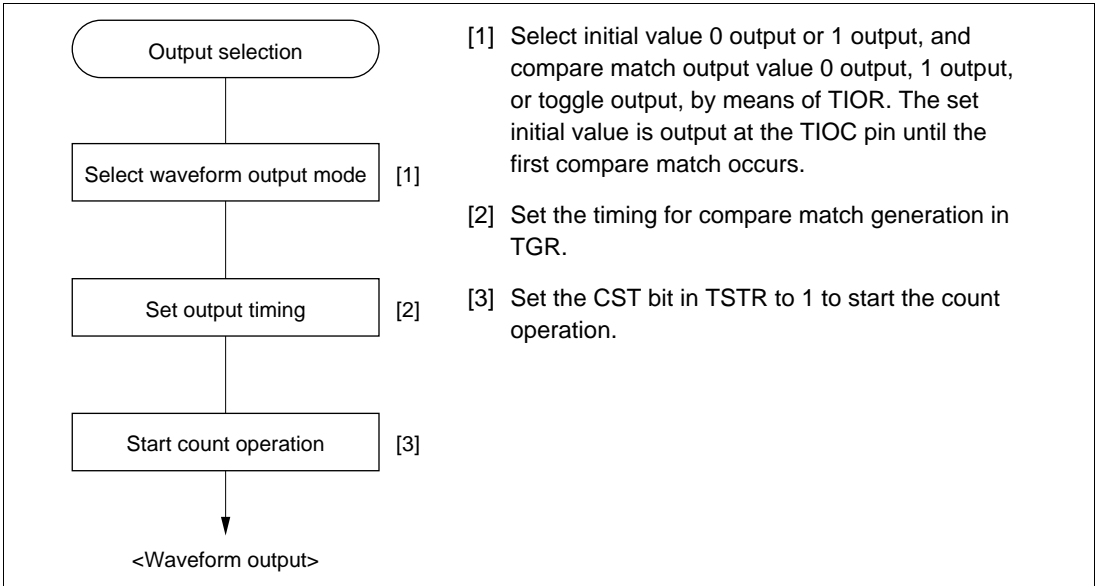 Output selection
Select waveform output mode [1]
Set output timing [2]
Start count operation [3]
<Waveform output>
[1] Select initial value 0 output or 1 output, and
compare match output value 0 output, 1 output,
or toggle output, by means of TIOR. The set
initial value is output at the TIOC pin until the
first compare match occurs.
[2] Set the timing for compare match generation in
TGR.
[3] Set the CST bit in TSTR to 1 to start the count
operation.